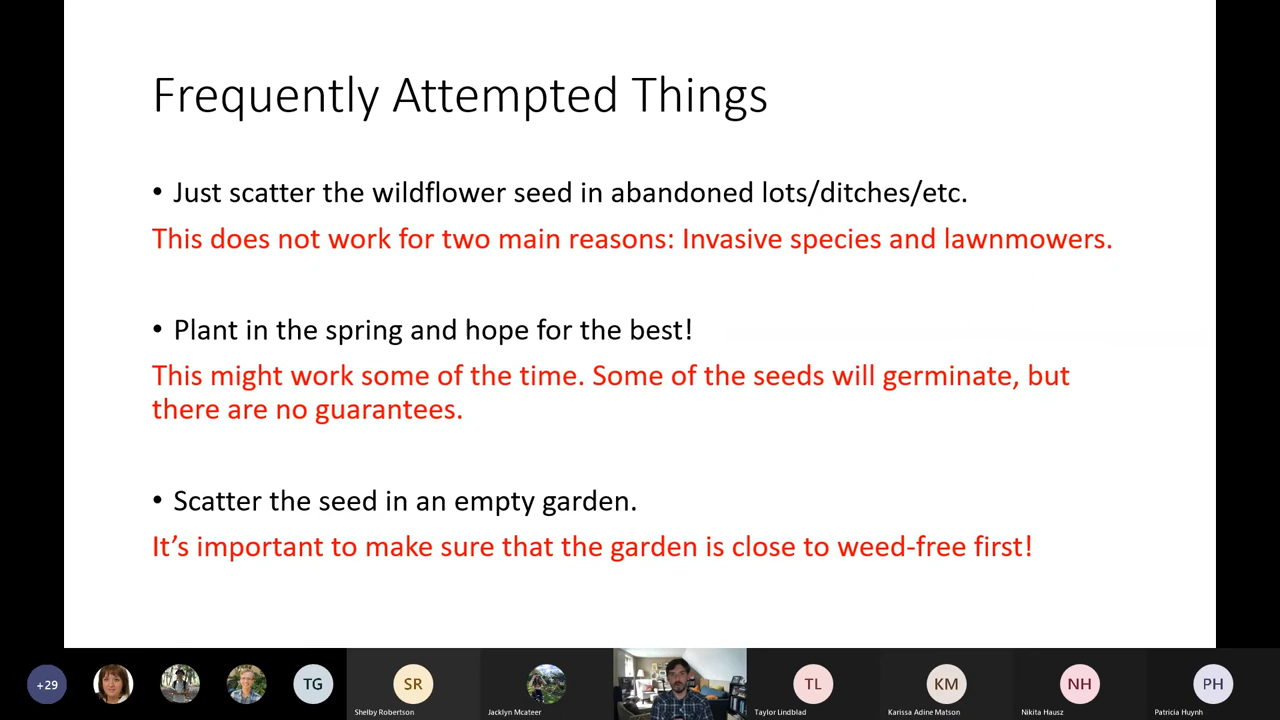 Frequently Attempted Things
• Just scatter the wildflower seed in abandoned lots/ditches/etc.
This does not work for two main reasons: Invasive species and lawnmowers.
• Plant in the spring and hope for the best!
This might work some of the time. Some of the seeds will germinate, but
there are no guarantees.
• Scatter the seed in an empty garden.
It’s important to make sure that the garden is close to weed-free first!
+29
TG
SR
TL
KM
NH
PH
Shelby Robertson
Jacklyn Mcateer
Taylor Lindblad
Karissa Adine Matson
Nikita Hausz
Patricia Huynh